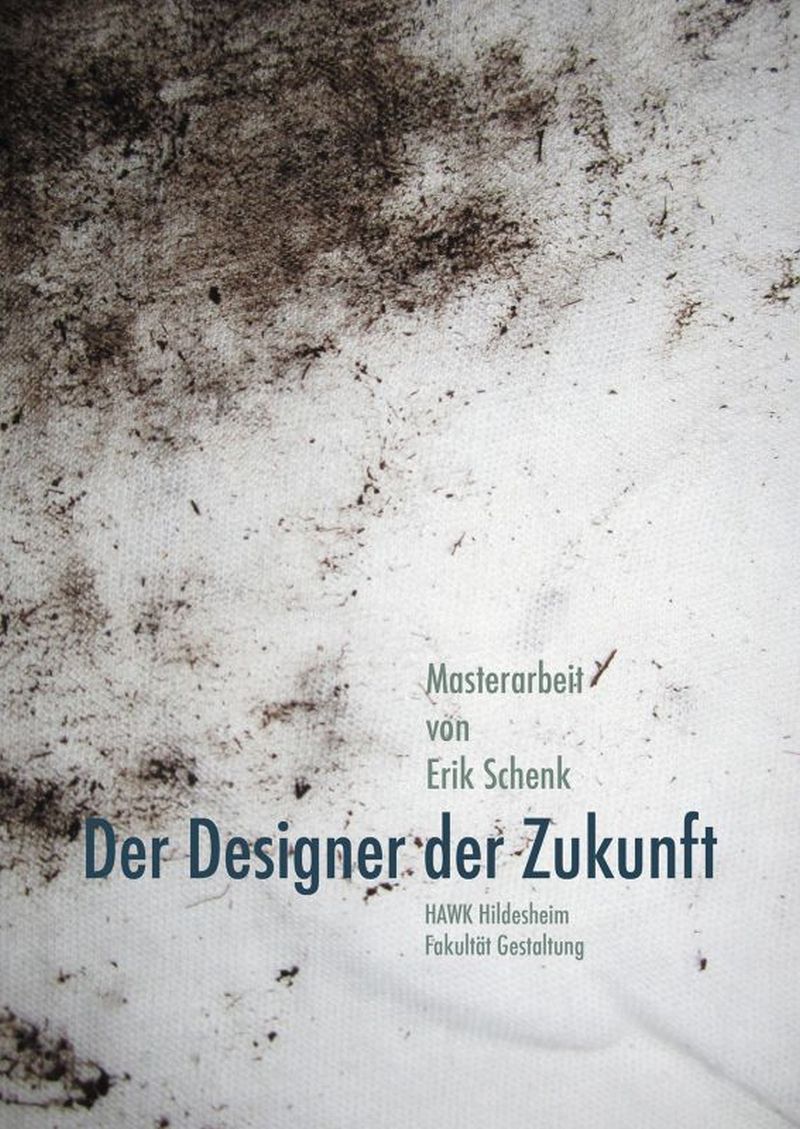 Masterarbeit
von
Erik Schenk
Der Designer der Zukunft
HAWK Hildesheim
Fakultät Gestaltung